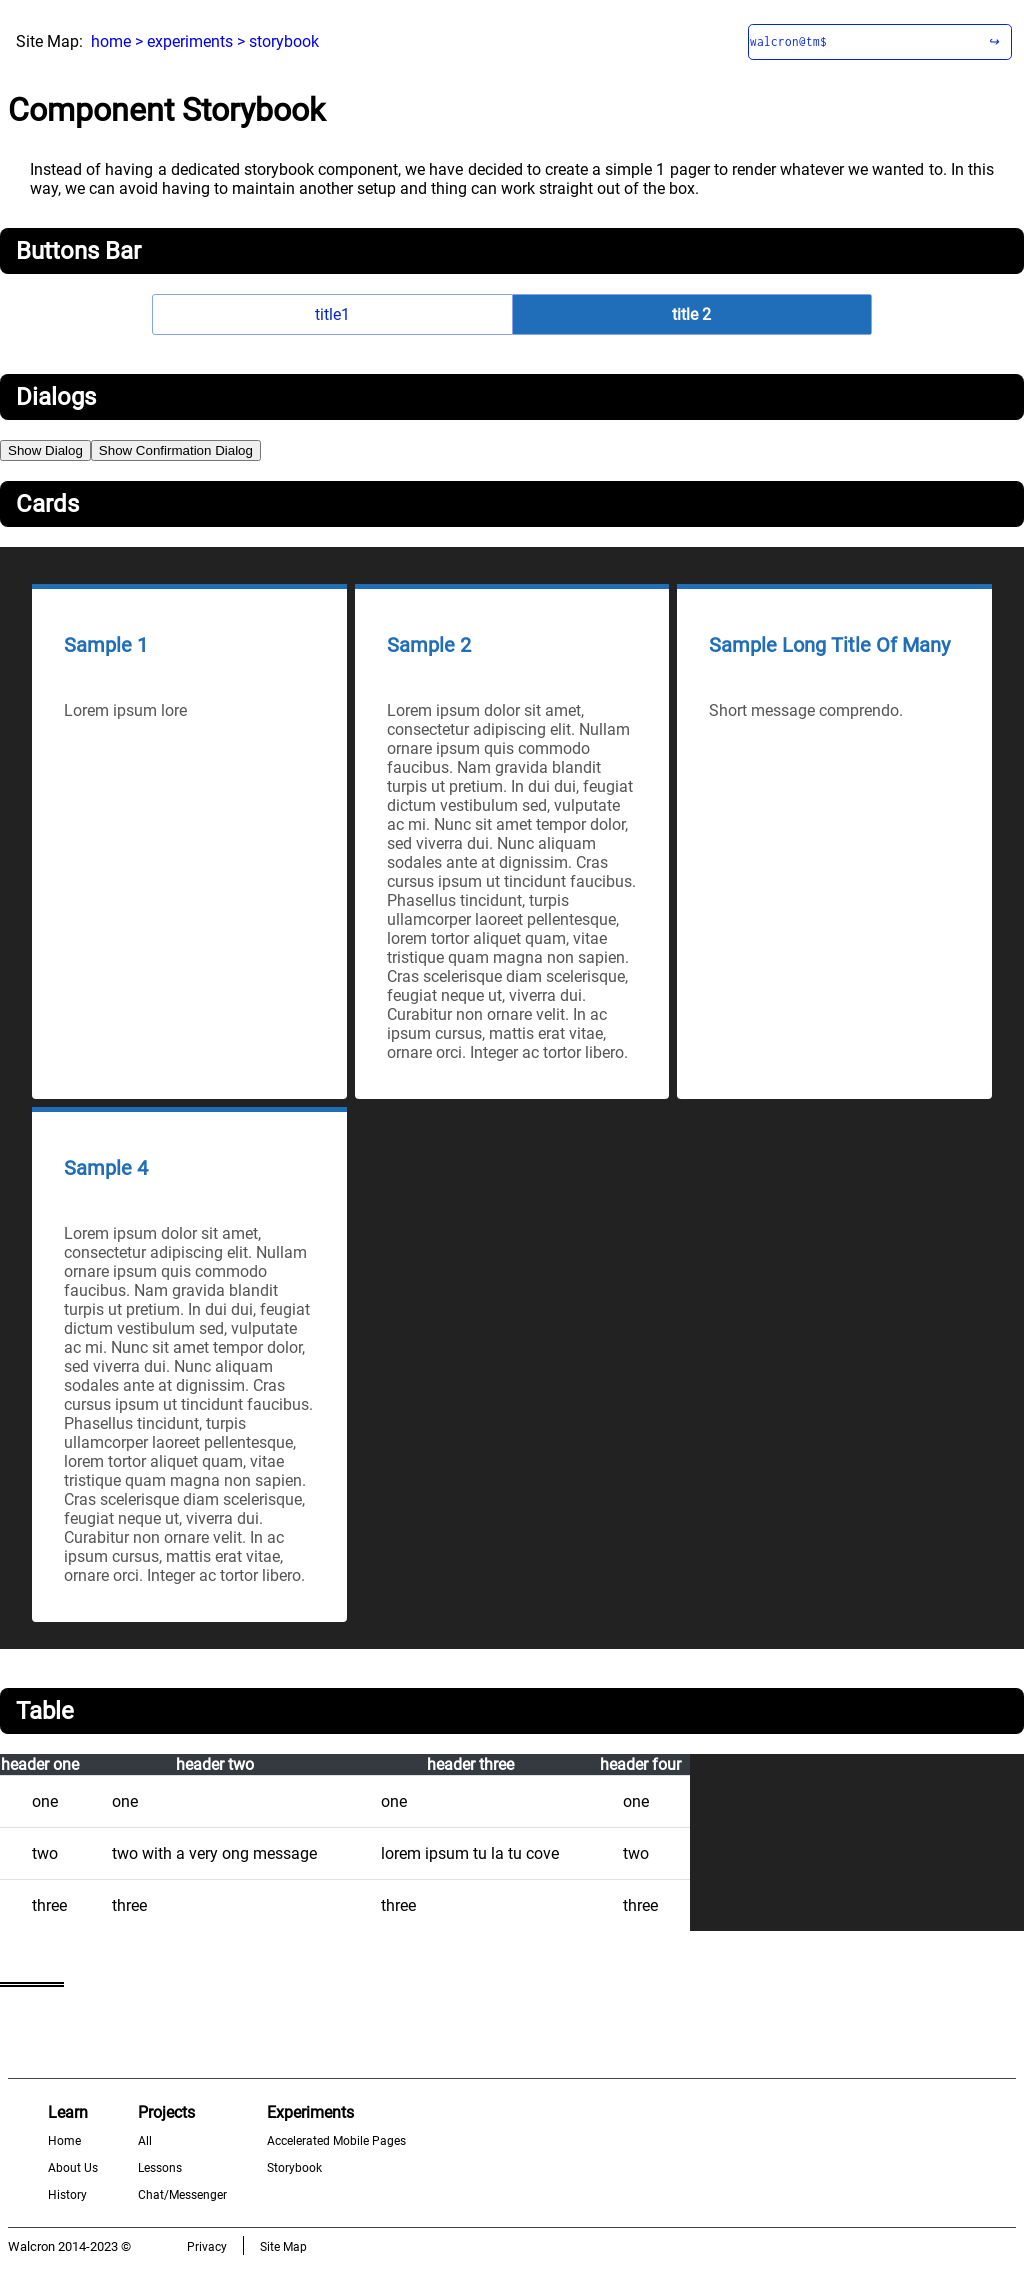 Site Map: home > experiments > storybook
walcron@tm$ ↪
Component Storybook
Instead of having a dedicated storybook component, we have decided to create a simple 1 pager to render whatever we wanted to. In this
way, we can avoid having to maintain another setup and thing can work straight out of the box.
Buttons Bar
title1 title 2
Dialogs
Show Dialog Show Confirmation Dialog
Cards
Sample 1
Lorem ipsum lore
Sample 2
Lorem ipsum dolor sit amet,
consectetur adipiscing elit. Nullam
ornare ipsum quis commodo
faucibus. Nam gravida blandit
turpis ut pretium. In dui dui, feugiat
dictum vestibulum sed, vulputate
ac mi. Nunc sit amet tempor dolor,
sed viverra dui. Nunc aliquam
sodales ante at dignissim. Cras
cursus ipsum ut tincidunt faucibus.
Phasellus tincidunt, turpis
ullamcorper laoreet pellentesque,
lorem tortor aliquet quam, vitae
tristique quam magna non sapien.
Cras scelerisque diam scelerisque,
feugiat neque ut, viverra dui.
Curabitur non ornare velit. In ac
ipsum cursus, mattis erat vitae,
ornare orci. Integer ac tortor libero.
Sample Long Title Of Many
Short message comprendo.
Sample 4
Lorem ipsum dolor sit amet,
consectetur adipiscing elit. Nullam
ornare ipsum quis commodo
faucibus. Nam gravida blandit
turpis ut pretium. In dui dui, feugiat
dictum vestibulum sed, vulputate
ac mi. Nunc sit amet tempor dolor,
sed viverra dui. Nunc aliquam
sodales ante at dignissim. Cras
cursus ipsum ut tincidunt faucibus.
Phasellus tincidunt, turpis
ullamcorper laoreet pellentesque,
lorem tortor aliquet quam, vitae
tristique quam magna non sapien.
Cras scelerisque diam scelerisque,
feugiat neque ut, viverra dui.
Curabitur non ornare velit. In ac
ipsum cursus, mattis erat vitae,
ornare orci. Integer ac tortor libero.
Table
header one header two header three header four
one one one one
two two with a very ong message lorem ipsum tu la tu cove two
three three three three
Learn
Home
About Us
History
Projects
All
Lessons
Chat/Messenger
Experiments
Accelerated Mobile Pages
Storybook
Walcron 2014-2023 © Privacy Site Map